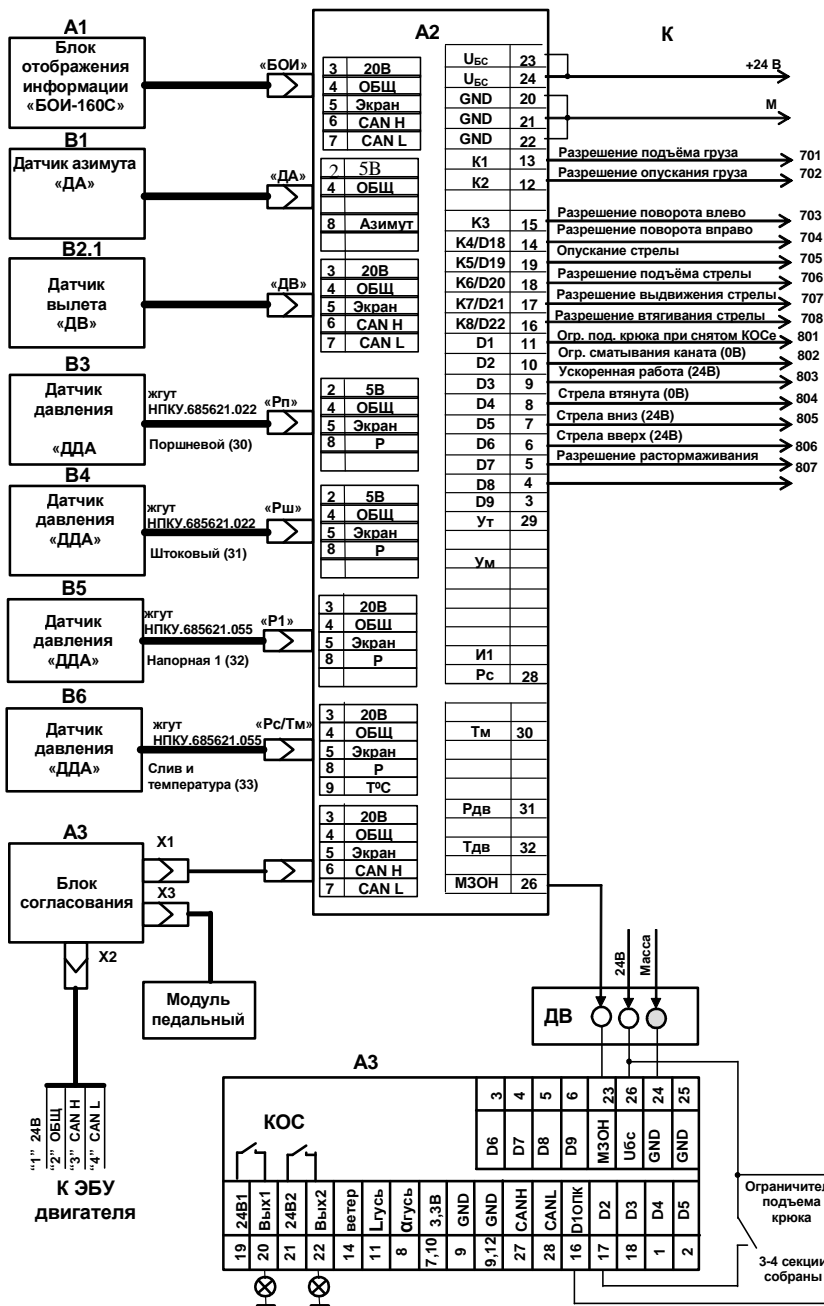 А1
Блок
отображения
информации
«БОИ-160С»
«БОИ»
В1
Датчик азимута
«ДА»
«ДА»
В2.1
Датчик
вылета
«ДВ»
«ДВ»
В3
Датчик
давления
«ДДА
жгут
НПКУ.685621.022
Поршневой (30)
«Рп»
В4
Датчик
давления
«ДДА»
жгут
НПКУ.685621.022
Штоковый (31)
«Рш»
В5
Датчик
давления
«ДДА»
жгут
НПКУ.685621.055
Напорная 1 (32)
«Р1»
В6
Датчик
давления
«ДДА»
жгут
НПКУ.685621.055
Слив и
температура (33)
«Рс/Тм»
А3
Блок
согласования
Х1
Х3
Х2
Модуль
педальный
"1" 24В
"2" ОБЩ
"3" CAN H
"4" CAN L
К ЭБУ
двигателя
А2
3 20В
4 ОБЩ
5 Экран
6 CAN H
7 CAN L
2 5В
4 ОБЩ
8 Азимут
3 20В
4 ОБЩ
5 Экран
6 CAN H
7 CAN L
2 5В
4 ОБЩ
5 Экран
8 Р
2 5В
4 ОБЩ
5 Экран
8 Р
3 20В
4 ОБЩ
5 Экран
8 Р
3 20В
4 ОБЩ
5 Экран
8 Р
9 ТºС
3 20В
4 ОБЩ
5 Экран
6 CAN H
7 CAN L
UБС 23
UБС 24
GND 20
GND 21
GND 22
К1 13
К2 12
К3 15
К4/D18 14
К5/D19 19
К6/D20 18
К7/D21 17
К8/D22 16
D1 11
D2 10
D3 9
D4 8
D5 7
D6 6
D7 5
D8 4
D9 3
Ут 29
Ум
И1
Рс 28
Тм 30
Рдв 31
Тдв 32
МЗОН 26
К
+24 В
М
Разрешение подъёма груза 701
Разрешение опускания груза 702
Разрешение поворота влево 703
Разрешение поворота вправо 704
Опускание стрелы 705
Разрешение подъёма стрелы 706
Разрешение выдвижения стрелы 707
Разрешение втягивания стрелы 708
Огр. под. крюка при снятом КОСе 801
Огр. сматывания каната (0В) 802
Ускоренная работа (24В) 803
Стрела втянута (0В) 804
Стрела вниз (24В) 805
Стрела вверх (24В) 806
Разрешение растормаживания 807
24В
Масса
ДВ
А3
КОС
3 4 5 6 23 26 24 25
D6 D7 D8 D9 МЗОН Uбс GND GND
24В1 Вых1 24В2 Вых2 ветер Lгусь αгусь 3,3В GND GND CANH CANL D1ОПК D2 D3 D4 D5
19 20 21 22 14 11 8 7,10 9 9,12 27 28 16 17 18 1 2
Ограничител
подъема
крюка
3-4 секции
собраны